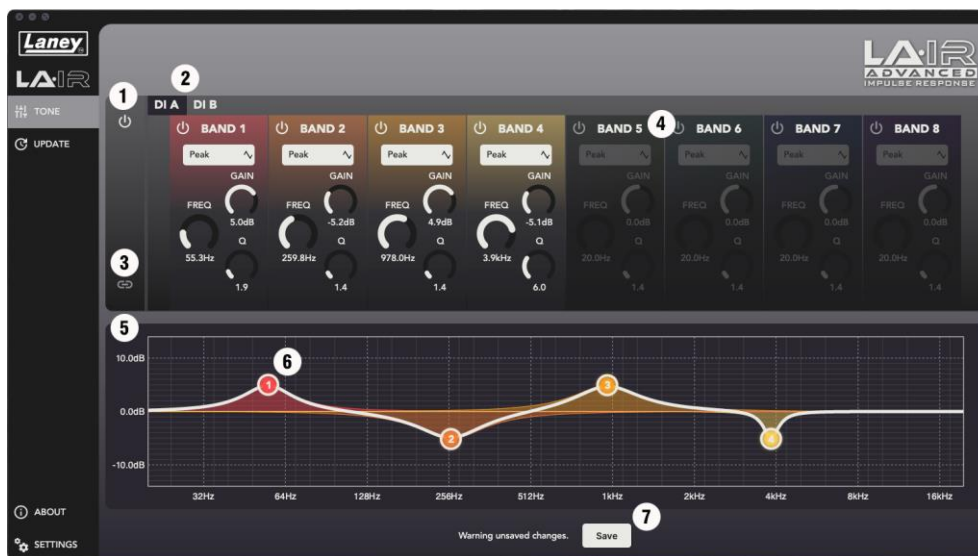 Laney
LA·IR
TONE
UPDATE
ABOUT
SETTINGS
LA·IR
ADVANCED
IMPULSE RESPONSE
1
2
DI A DI B
BAND 1 BAND 2 BAND 3 BAND 4 BAND 5 4 BAND 6 BAND 7 BAND 8
Peak Peak Peak Peak Peak Peak Peak Peak
GAIN GAIN GAIN GAIN GAIN GAIN GAIN GAIN
FREQ FREQ FREQ FREQ FREQ FREQ FREQ FREQ
5.0dB -5.2dB 4.9dB -5.1dB 0.0dB 0.0dB 0.0dB 0.0dB
Q Q Q Q Q Q Q Q
55.3Hz 259.8Hz 978.0Hz 3.9kHz 20.0Hz 20.0Hz 20.0Hz 20.0Hz
3
1.9 1.4 1.4 6.0 1.4 1.4 1.4 1.4
5
10.0dB
6
1 3
0.0dB
2 4
-10.0dB
32Hz 64Hz 128Hz 256Hz 512Hz 1kHz 2kHz 4kHz 8kHz 16kHz
7
Warning unsaved changes. Save